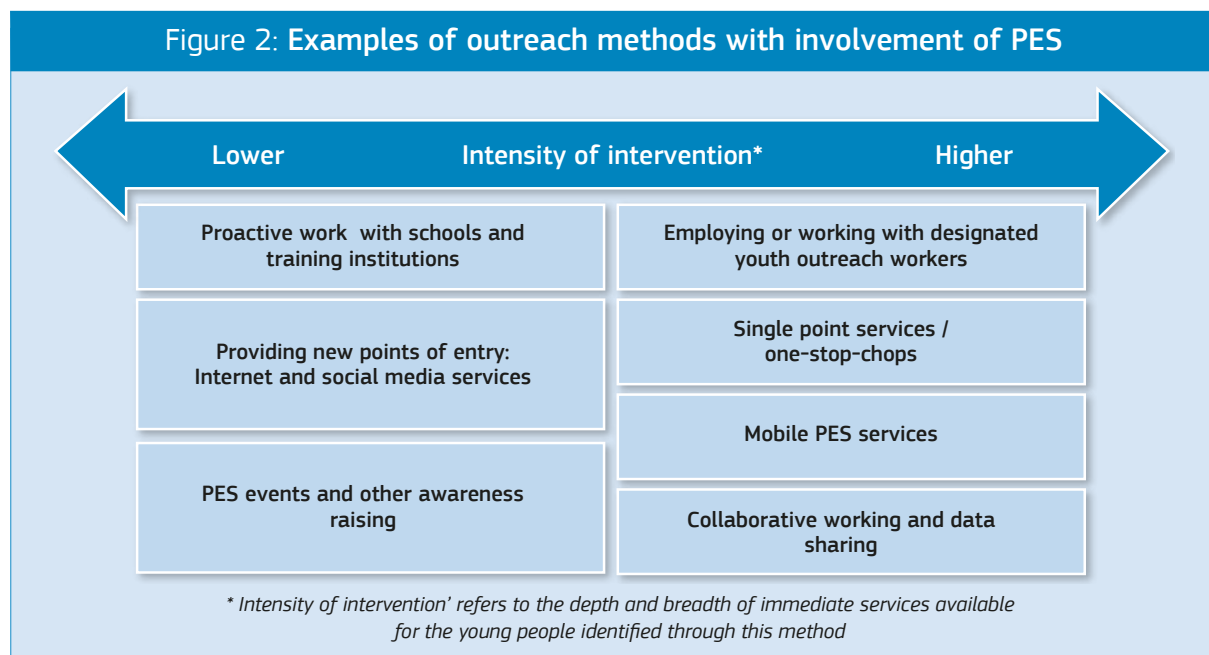 Figure 2: Examples of outreach methods with involvement of PES
Lower
Intensity of intervention*
Higher
Proactive work with schools and
training institutions
Providing new points of entry:
Internet and social media services
PES events and other awareness
raising
Employing or working with designated
youth outreach workers
Single point services /
one-stop-chops
Mobile PES services
Collaborative working and data
sharing
* Intensity of intervention’ refers to the depth and breadth of immediate services available
for the young people identified through this method